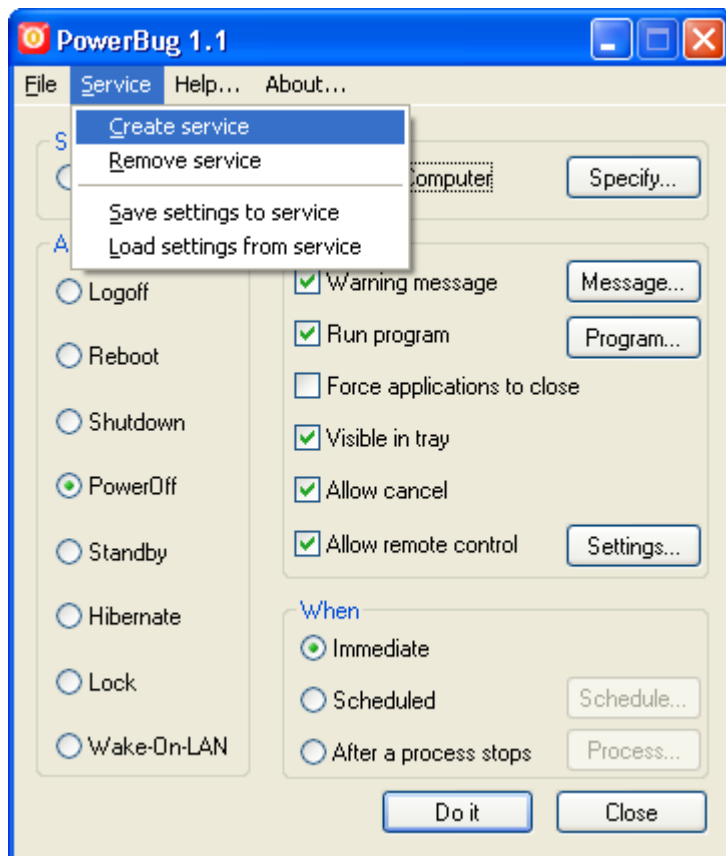 PowerBug 1.1
File Service Help... About...
Create service
Remove service
Save settings to service
Load settings from service
S
Computer
Specify...
A
Logoff
Reboot
Shutdown
PowerOff
Standby
Hibernate
Lock
Wake-On-LAN
Warning message
Message...
Run program
Program...
Force applications to close
Visible in tray
Allow cancel
Allow remote control
Settings...
When
Immediate
Scheduled
Schedule...
After a process stops
Process...
Do it
Close